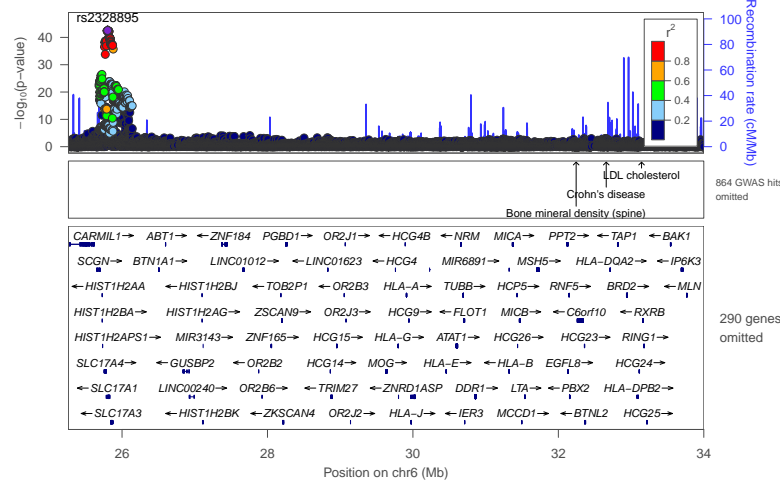 rs2328895
r²
0.8
0.6
0.4
0.2
−log₁₀(p−value)
40
30
20
10
0
Recombination rate (cM/Mb)
100
80
60
40
20
0
LDL cholesterol
Crohn's disease
Bone mineral density (spine)
864 GWAS hits
omitted
CARMIL1→ ABT1→ ←ZNF184 PGBD1→ OR2J1→ ←HCG4B ←NRM MICA→ PPT2→ TAP1→ BAK1
SCGN→ BTN1A1→ LINC01012→ LINC01623→ ←HCG4 MIR6891→ MSH5→ HLA−DQA2→ ←IP6K3
←HIST1H2AA ←HIST1H2BJ ←TOB2P1 ←OR2B3 HLA−A→ TUBB→ HCP5→ RNF5→ BRD2→ ←MLN
HIST1H2BA→ HIST1H2AG→ ZSCAN9→ OR2J3→ HCG9→ ←FLOT1 MICB→ ←C6orf10 ←RXRB
HIST1H2APS1→ MIR3143→ ZNF165→ HCG15→ ←HLA−G→ ATAT1→ HCG26→ HCG23→ RING1→
SLC17A4→ ←GUSBP2 ←OR2B2 HCG14→ MOG→ ←HLA−E→ ←HLA−B EGFL8→ HCG24→
←SLC17A1 LINC00240→ OR2B6→ ←TRIM27 ←ZNRD1ASP DDR1→ LTA→ ←PBX2 HLA−DPB2→
←SLC17A3 ←HIST1H2BK ←ZKSCAN4 ←OR2J2→ HLA−J→ ←IER3 MCCD1→ ←BTNL2 HCG25→
290 genes
omitted
26 28 30 32 34
Position on chr6 (Mb)